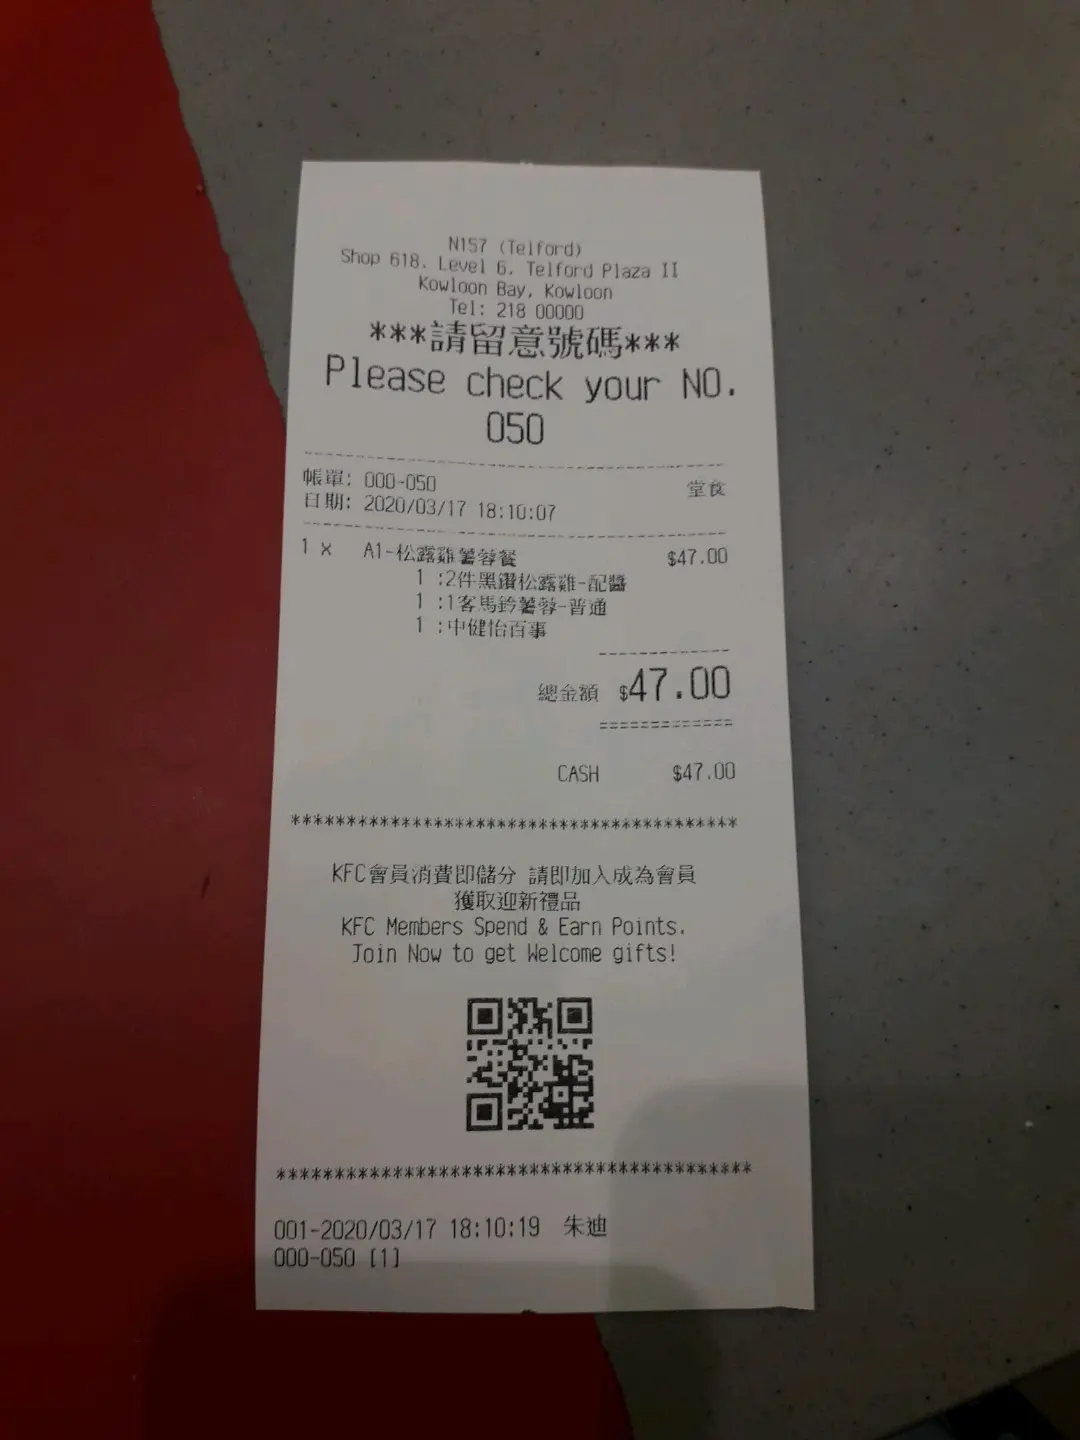 N157 (Telford)
Shop 618, Level 6, Telford Plaza II
Kowloon Bay, Kowloon
Tel: 218 00000
***請留意號碼***
Please check your NO.
050
帳單: 000-050 堂食
日期: 2020/03/17 18:10:07
1 x A1-松露雞薯蓉餐 $47.00
1 :2件黑鑽松露雞-配醬
1 :1客馬鈴薯蓉-普通
1 :中健怡百事
總金額 $47.00
CASH $47.00
KFC會員消費即儲分 請即加入成為會員
獲取迎新禮品
KFC Members Spend & Earn Points.
Join Now to get Welcome gifts!
001-2020/03/17 18:10:19 朱迪
000-050 [1]